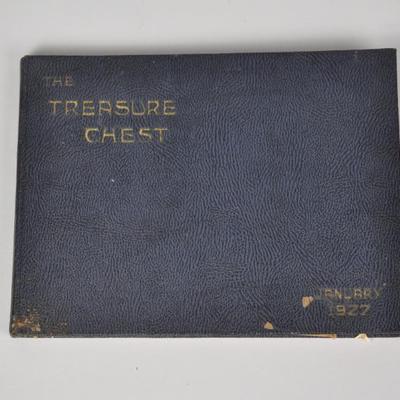 THE
TREASURE
CHEST
JANUARY
1927